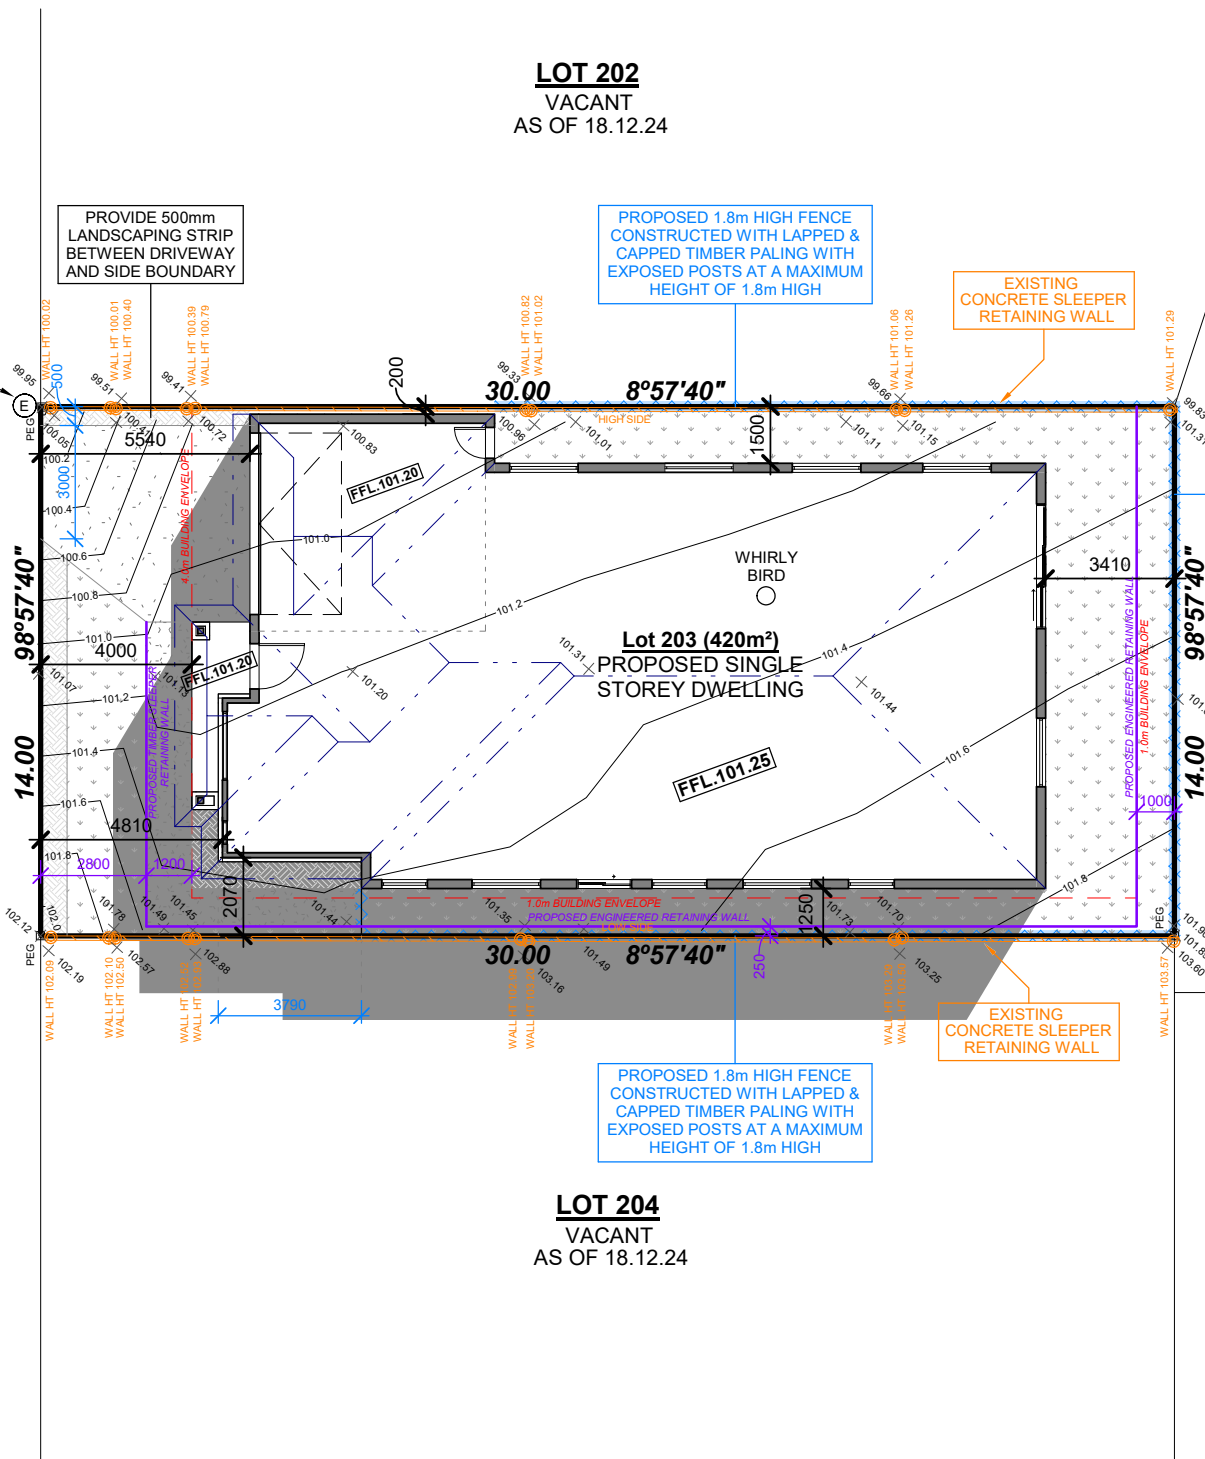 LOT 202
VACANT
AS OF 18.12.24
PROVIDE 500mm
LANDSCAPING STRIP
BETWEEN DRIVEWAY
AND SIDE BOUNDARY
PROPOSED 1.8m HIGH FENCE
CONSTRUCTED WITH LAPPED &
CAPPED TIMBER PALING WITH
EXPOSED POSTS AT A MAXIMUM
HEIGHT OF 1.8m HIGH
EXISTING
CONCRETE SLEEPER
RETAINING WALL
WALL HT 100.02
WALL HT 100.01
WALL HT 100.40
WALL HT 100.39
WALL HT 100.79
WALL HT 100.82
WALL HT 101.02
WALL HT 101.06
WALL HT 101.26
WALL HT 101.29
99.95
500
99.51
99.41
200
99.33
30.00
8°57'40"
99.66
99.83
E
PEG
100.05
100.47
100.72
100.83
100.96
HIGH SIDE
101.01
101.11
101.15
101.31
5540
1500
3000
100.2
100.4
100.6
100.8
101.0
101.2
101.4
101.6
101.8
102.0
4.0m BUILDING ENVELOPE
FFL.101.20
101.0
101.2
WHIRLY
BIRD
3410
98°57'40"
98°57'40"
4000
FFL.101.20
101.07
101.13
101.20
101.31
Lot 203 (420m²)
PROPOSED SINGLE
STOREY DWELLING
101.4
101.44
PROPOSED TIMBER SLEEPER
RETAINING WALL
PROPOSED ENGINEERED RETAINING WALL
1.0m BUILDING ENVELOPE
14.00
14.00
FFL.101.25
101.6
1000
4810
2800
1200
2070
101.8
102.12
101.78
101.49
101.45
101.44
101.35
1.0m BUILDING ENVELOPE
PROPOSED ENGINEERED RETAINING WALL
LOW SIDE
1250
101.73
101.70
PEG
PEG
101.83
30.00
8°57'40"
250
102.19
102.57
102.88
103.16
101.49
103.25
103.60
WALL HT 102.09
WALL HT 102.10
WALL HT 102.50
WALL HT 103.57
3790
EXISTING
CONCRETE SLEEPER
RETAINING WALL
PROPOSED 1.8m HIGH FENCE
CONSTRUCTED WITH LAPPED &
CAPPED TIMBER PALING WITH
EXPOSED POSTS AT A MAXIMUM
HEIGHT OF 1.8m HIGH
LOT 204
VACANT
AS OF 18.12.24